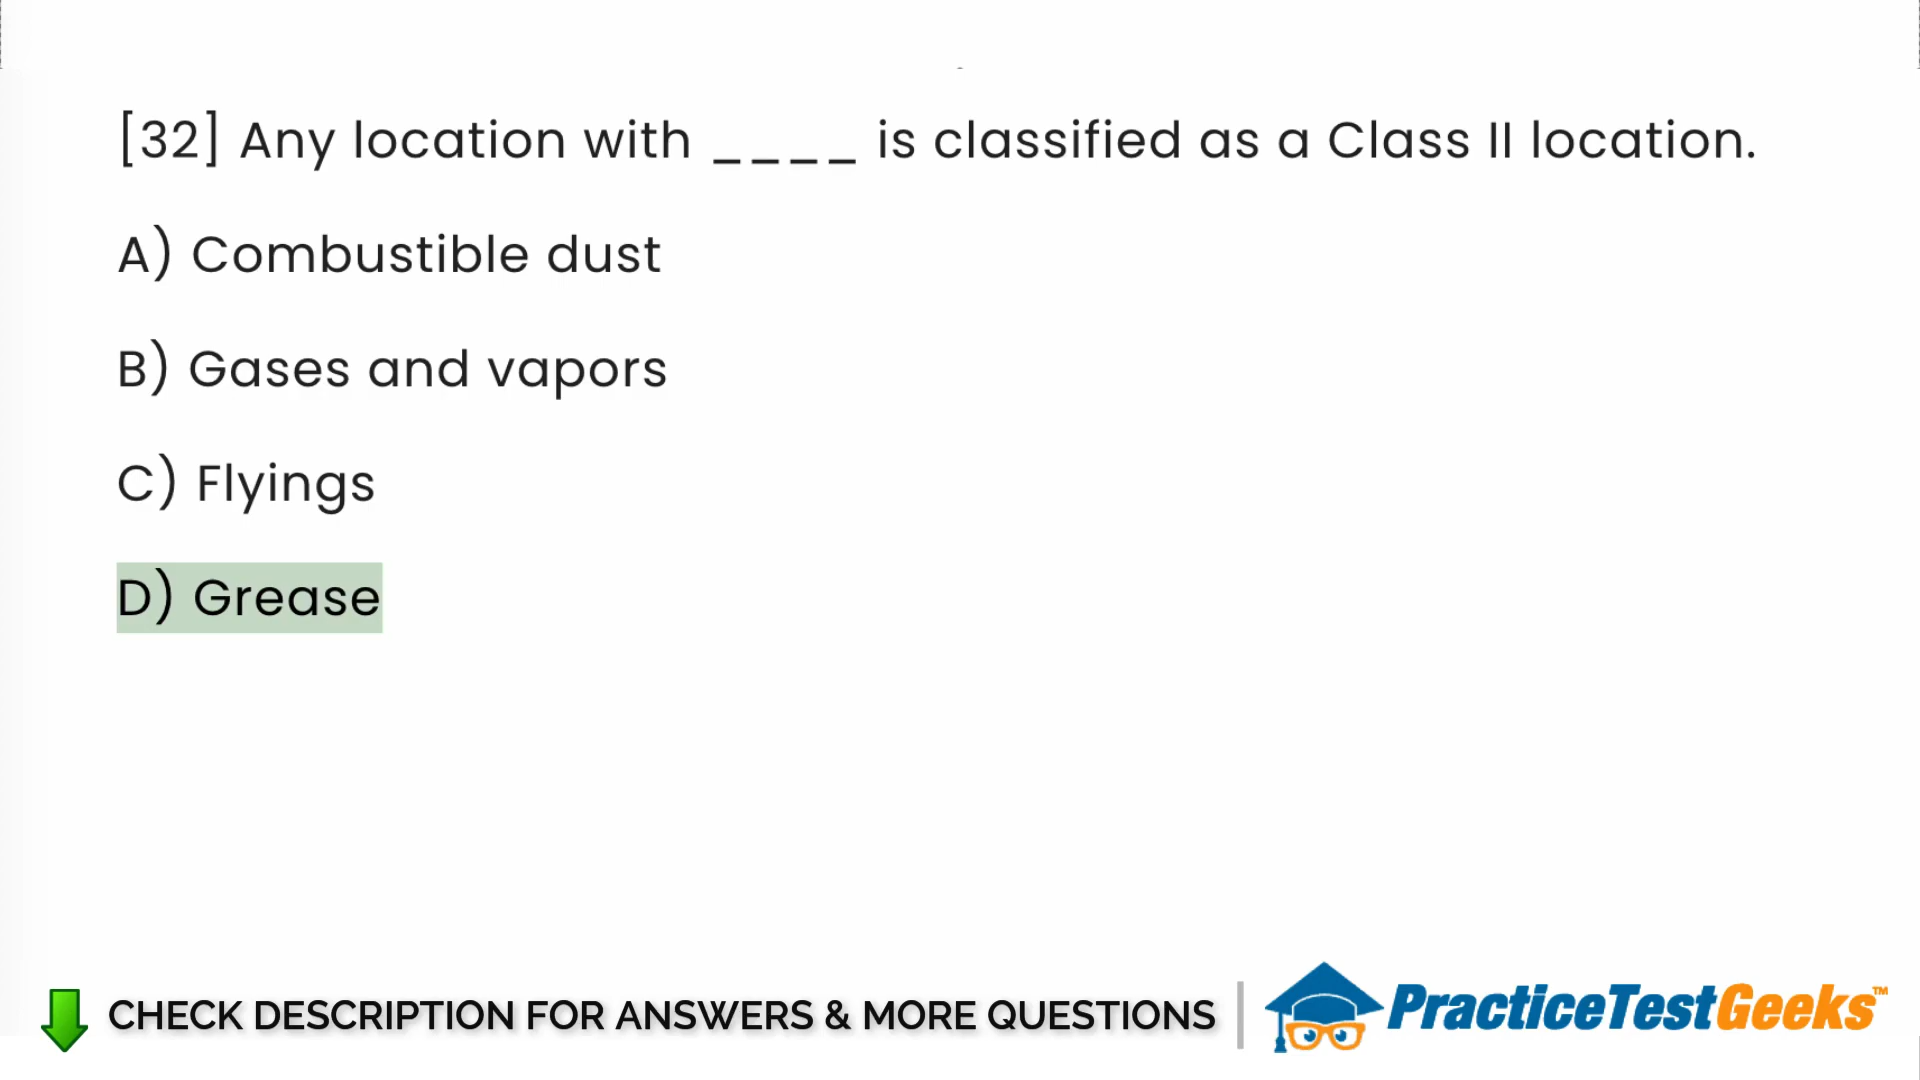 [32] Any location with ____ is classified as a Class II location.
A) Combustible dust
B) Gases and vapors
C) Flyings
D) Grease
CHECK DESCRIPTION FOR ANSWERS & MORE QUESTIONS
PracticeTestGeeks™